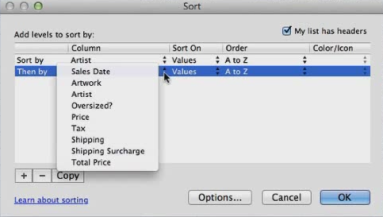 Sort
Add levels to sort by:
My list has headers
Column Sort On Order Color/Icon
Sort by Artist Values A to Z
Then by Sales Date Values A to Z
Artwork
Artist
Oversized?
Price
Tax
Shipping
Shipping Surcharge
Total Price
+ − Copy
Learn about sorting Options... Cancel OK